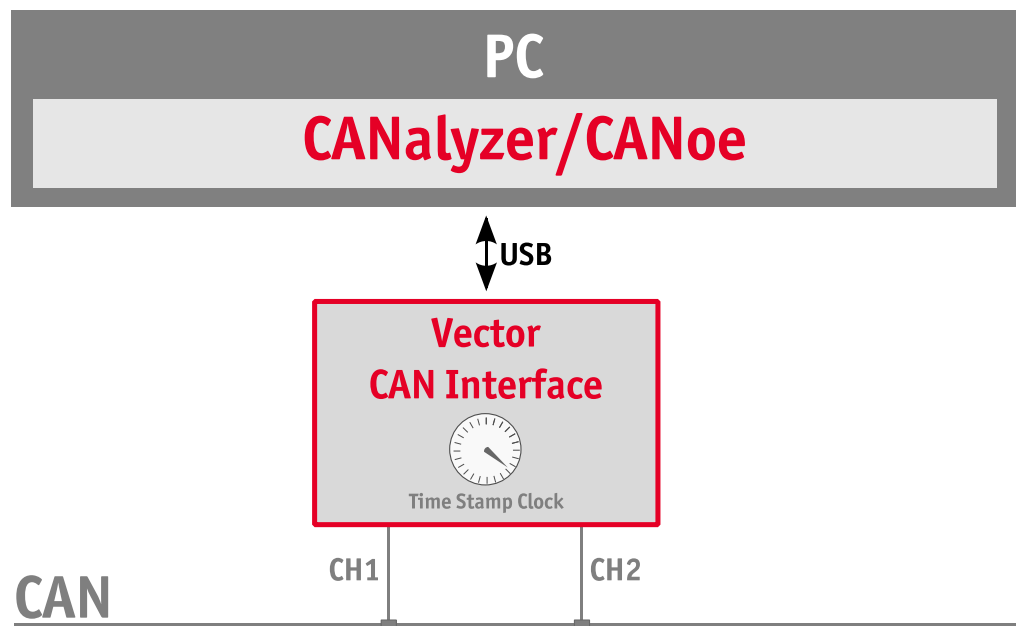 PC
CANalyzer/CANoe
USB
Vector
CAN Interface
Time Stamp Clock
CH1
CH2
CAN